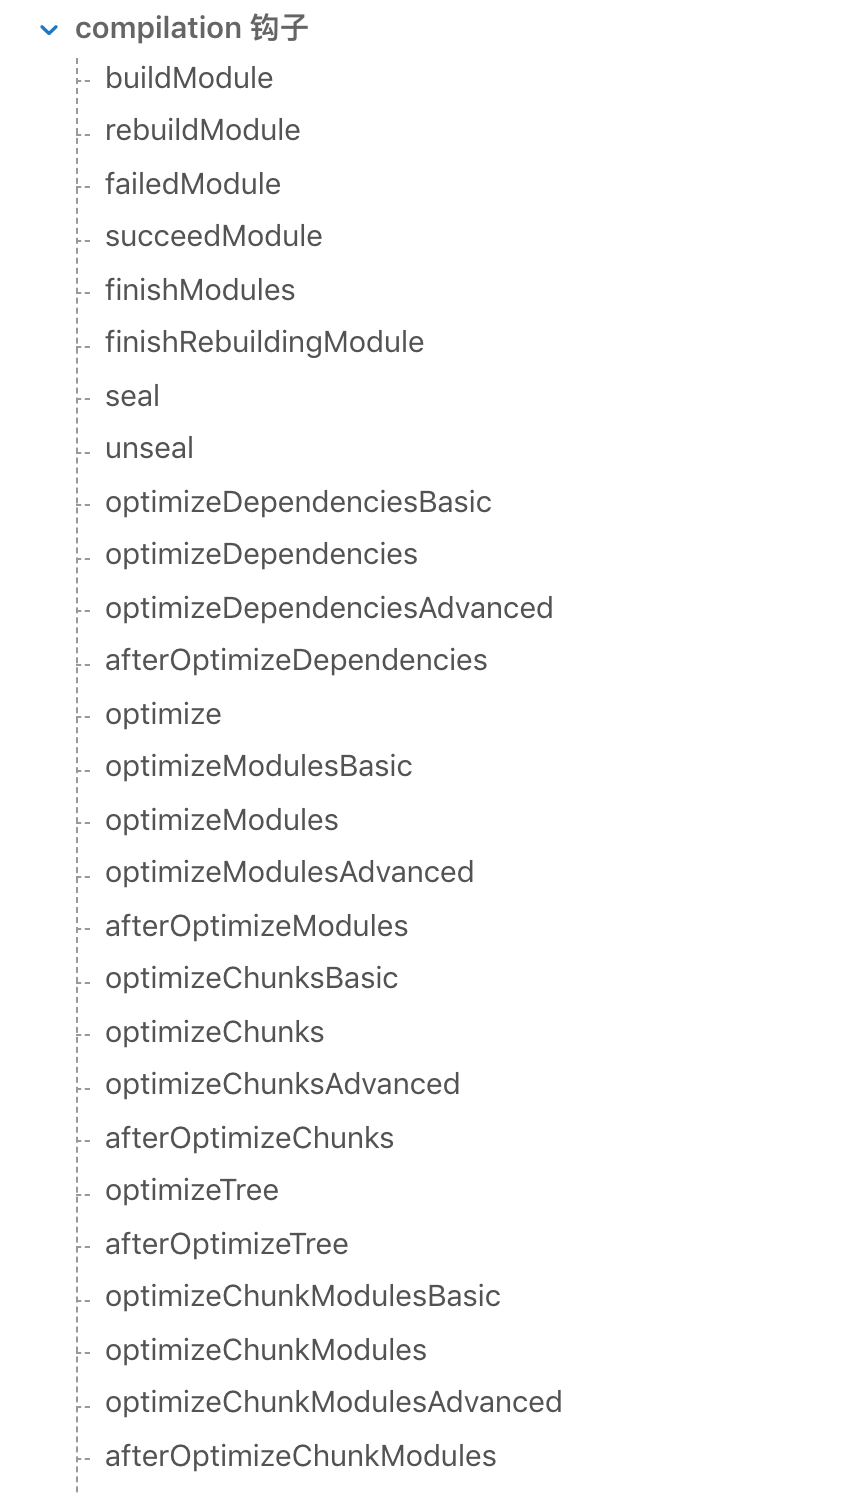 compilation 钩子
buildModule
rebuildModule
failedModule
succeedModule
finishModules
finishRebuildingModule
seal
unseal
optimizeDependenciesBasic
optimizeDependencies
optimizeDependenciesAdvanced
afterOptimizeDependencies
optimize
optimizeModulesBasic
optimizeModules
optimizeModulesAdvanced
afterOptimizeModules
optimizeChunksBasic
optimizeChunks
optimizeChunksAdvanced
afterOptimizeChunks
optimizeTree
afterOptimizeTree
optimizeChunkModulesBasic
optimizeChunkModules
optimizeChunkModulesAdvanced
afterOptimizeChunkModules